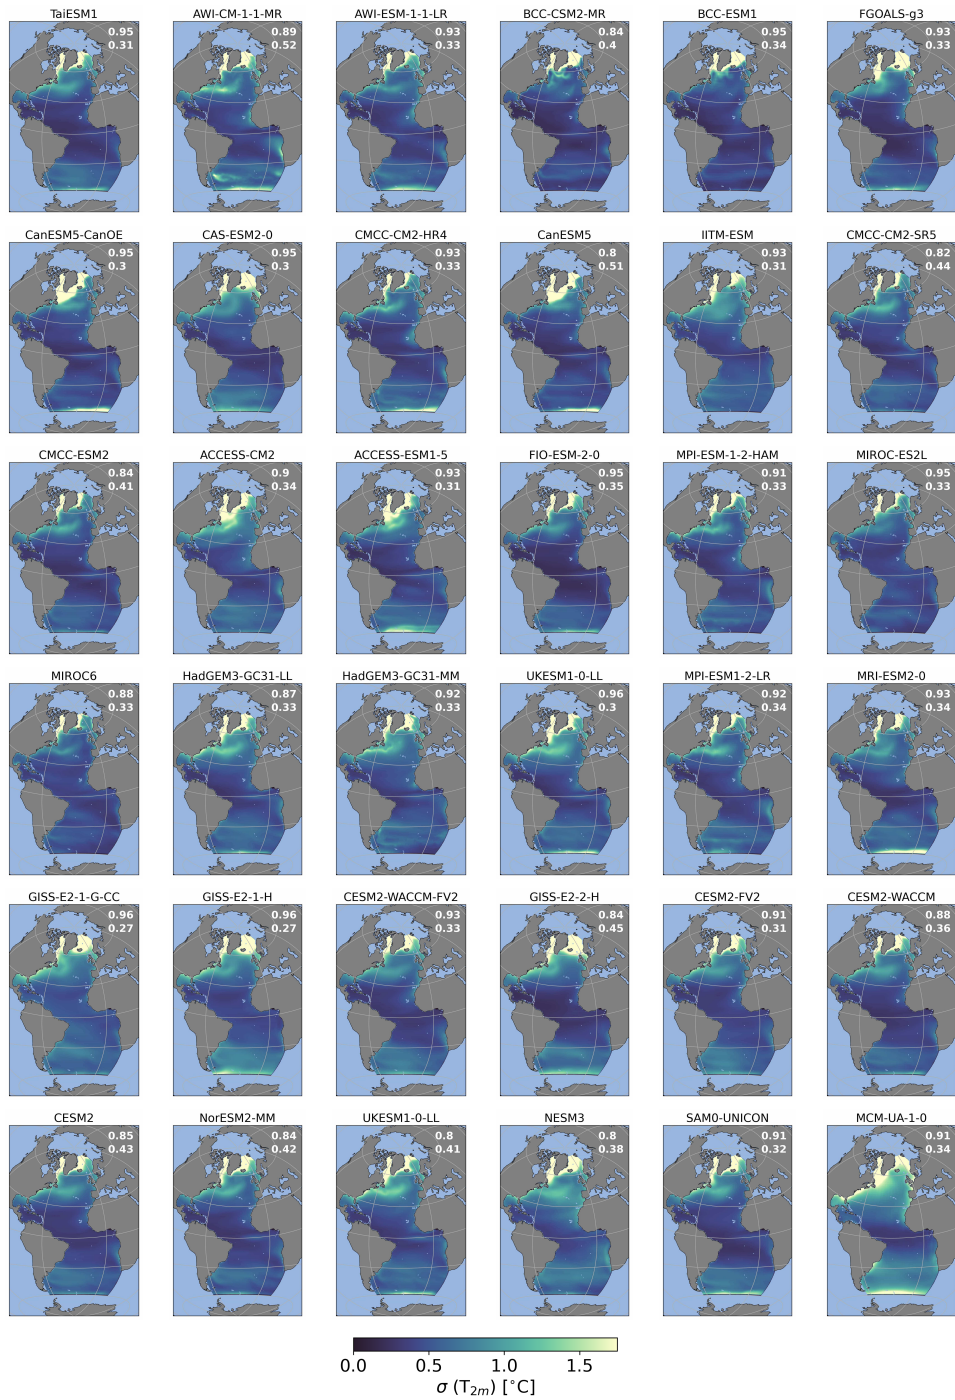 TaiESM1 AWI-CM-1-1-MR AWI-ESM-1-1-LR BCC-CSM2-MR BCC-ESM1 FGOALS-g3
0.95 0.89 0.93 0.84 0.95 0.93
0.31 0.52 0.33 0.4 0.34 0.33
CanESM5-CanOE CAS-ESM2-0 CMCC-CM2-HR4 CanESM5 IITM-ESM CMCC-CM2-SR5
0.95 0.95 0.93 0.8 0.93 0.82
0.3 0.3 0.33 0.51 0.31 0.44
CMCC-ESM2 ACCESS-CM2 ACCESS-ESM1-5 FIO-ESM-2-0 MPI-ESM-1-2-HAM MIROC-ES2L
0.84 0.9 0.93 0.95 0.91 0.95
0.41 0.34 0.31 0.35 0.33 0.33
MIROC6 HadGEM3-GC31-LL HadGEM3-GC31-MM UKESM1-0-LL MPI-ESM1-2-LR MRI-ESM2-0
0.88 0.87 0.92 0.96 0.92 0.93
0.33 0.33 0.33 0.3 0.34 0.34
GISS-E2-1-G-CC GISS-E2-1-H CESM2-WACCM-FV2 GISS-E2-2-H CESM2-FV2 CESM2-WACCM
0.96 0.96 0.93 0.84 0.91 0.88
0.27 0.27 0.33 0.45 0.31 0.36
CESM2 NorESM2-MM UKESM1-0-LL NESM3 SAM0-UNICON MCM-UA-1-0
0.85 0.84 0.8 0.8 0.91 0.91
0.43 0.42 0.41 0.38 0.32 0.34
0.0 0.5 1.0 1.5
σ (T₂ₘ) [°C]